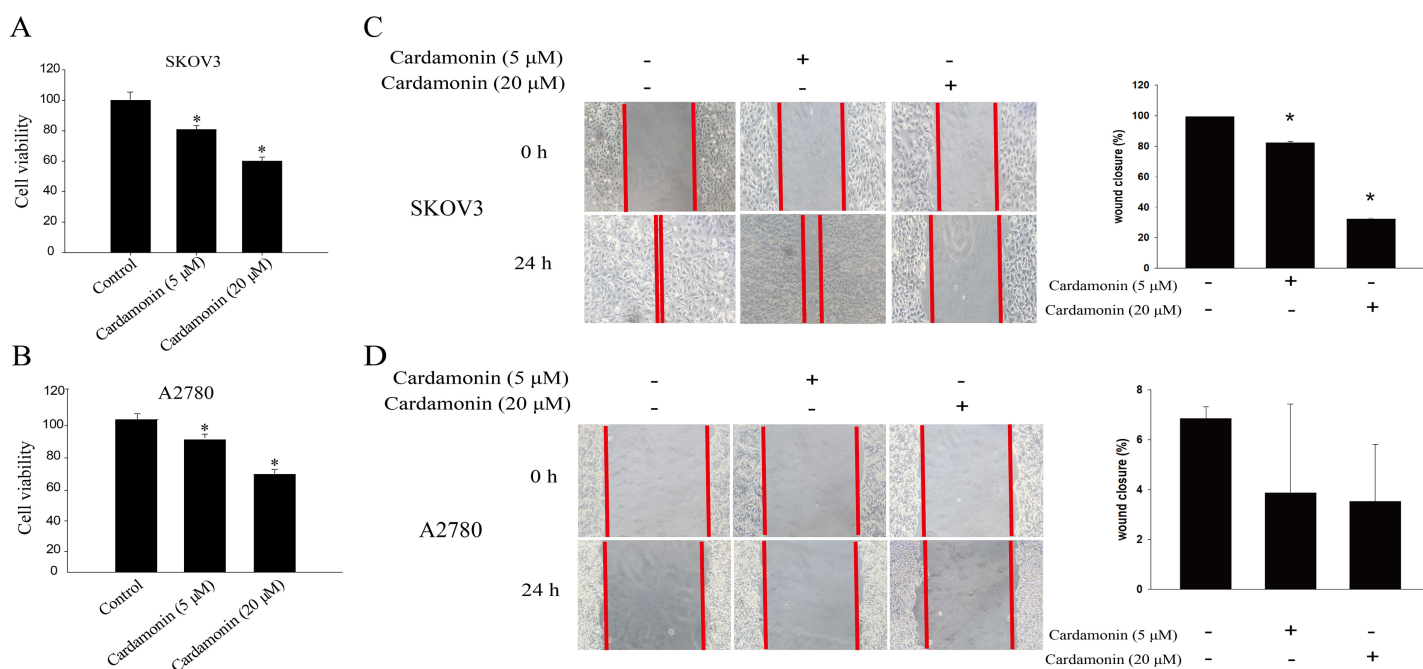 A
SKOV3
Cell viability
120
100
80
60
40
20
0
Control
Cardamonin (5 μM)
Cardamonin (20 μM)
B
A2780
Cell viability
120
100
80
60
40
20
0
Control
Cardamonin (5 μM)
Cardamonin (20 μM)
* *
* *
C
Cardamonin (5 μM) - + -
Cardamonin (20 μM) - - +
0 h
SKOV3
24 h
wound closure (%)
120
100
80
60
40
20
0
* *
Cardamonin (5 μM) - + -
Cardamonin (20 μM) - - +
D
Cardamonin (5 μM) - + -
Cardamonin (20 μM) - - +
0 h
A2780
24 h
wound closure (%)
8
6
4
2
0
Cardamonin (5 μM) - + -
Cardamonin (20 μM) - - +